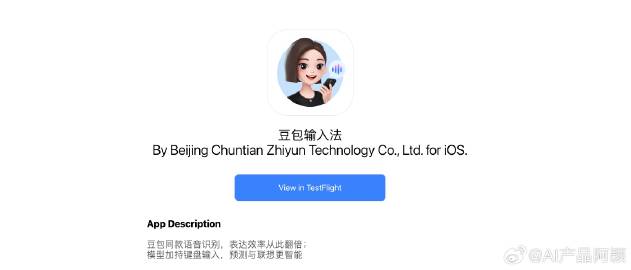 豆包输入法
By Beijing Chuntian Zhiyun Technology Co., Ltd. for iOS.
View in TestFlight
App Description
豆包同款语音识别，表达效率从此翻倍；
模型加持键盘输入，预测与联想更智能
@AI产品阿颖